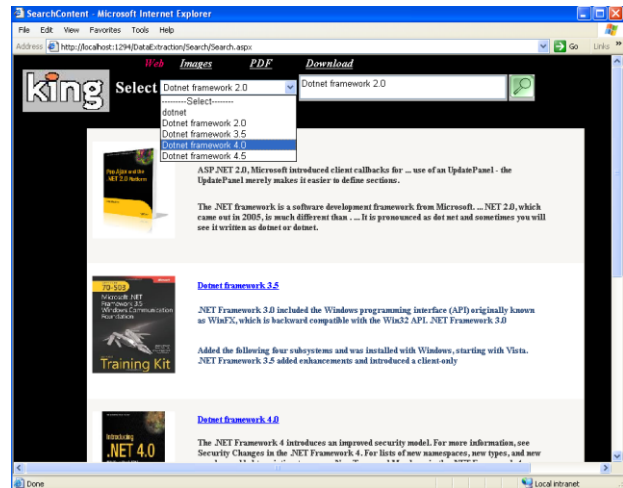 SearchContent - Microsoft Internet Explorer
File Edit View Favorites Tools Help
Address http://localhost:1294/DataExtraction/Search/Search.aspx Go Links »
Web Images PDF Download
king Select Dotnet framework 2.0 Dotnet framework 2.0
--------Select--------
dotnet
Dotnet framework 2.0
Dotnet framework 3.5
Dotnet framework 4.0
Dotnet framework 4.5
Pro Ajax and the
.NET 2.0 Platform
ASP.NET 2.0, Microsoft introduced client callbacks for ... use of an UpdatePanel - the
UpdatePanel merely makes it easier to define sections.
The .NET framework is a software development framework from Microsoft. ... NET 2.0, which
came out in 2005, is much different than . ... It is pronounced as dot net and sometimes you will
see it written as dotnet or dotnet.
70-503
Microsoft .NET
Framework 3.5
Windows Communication
Foundation
Training Kit
Dotnet framework 3.5
.NET Framework 3.0 included the Windows programming interface (API) originally known
as WinFX, which is backward compatible with the Win32 API. .NET Framework 3.0
Added the following four subsystems and was installed with Windows, starting with Vista.
.NET Framework 3.5 added enhancements and introduced a client-only
Introducing
.NET 4.0
Dotnet framework 4.0
The .NET Framework 4 introduces an improved security model. For more information, see
Security Changes in the .NET Framework 4. For lists of new namespaces, new types, and new
Done Local intranet